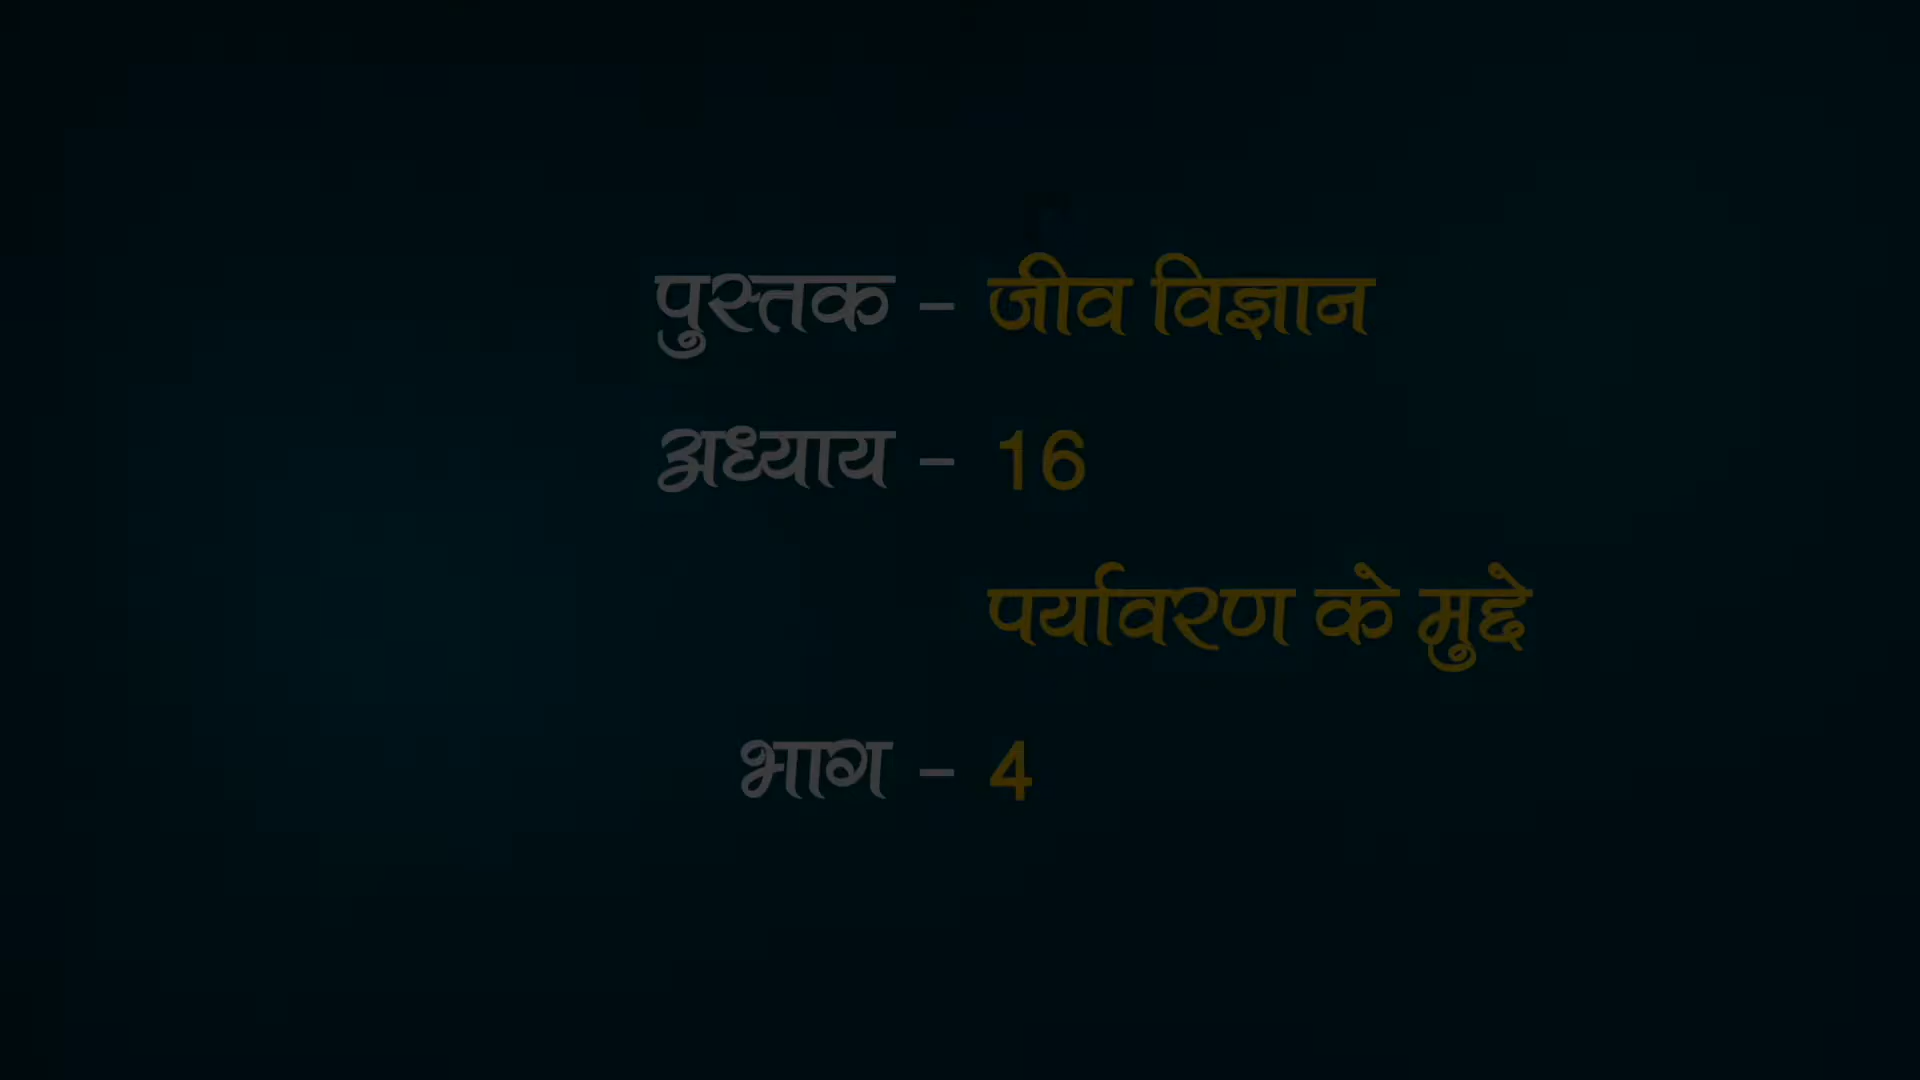 पुस्तक - जीव विज्ञान
अध्याय - 16
पर्यावरण के मुद्दे
भाग - 4